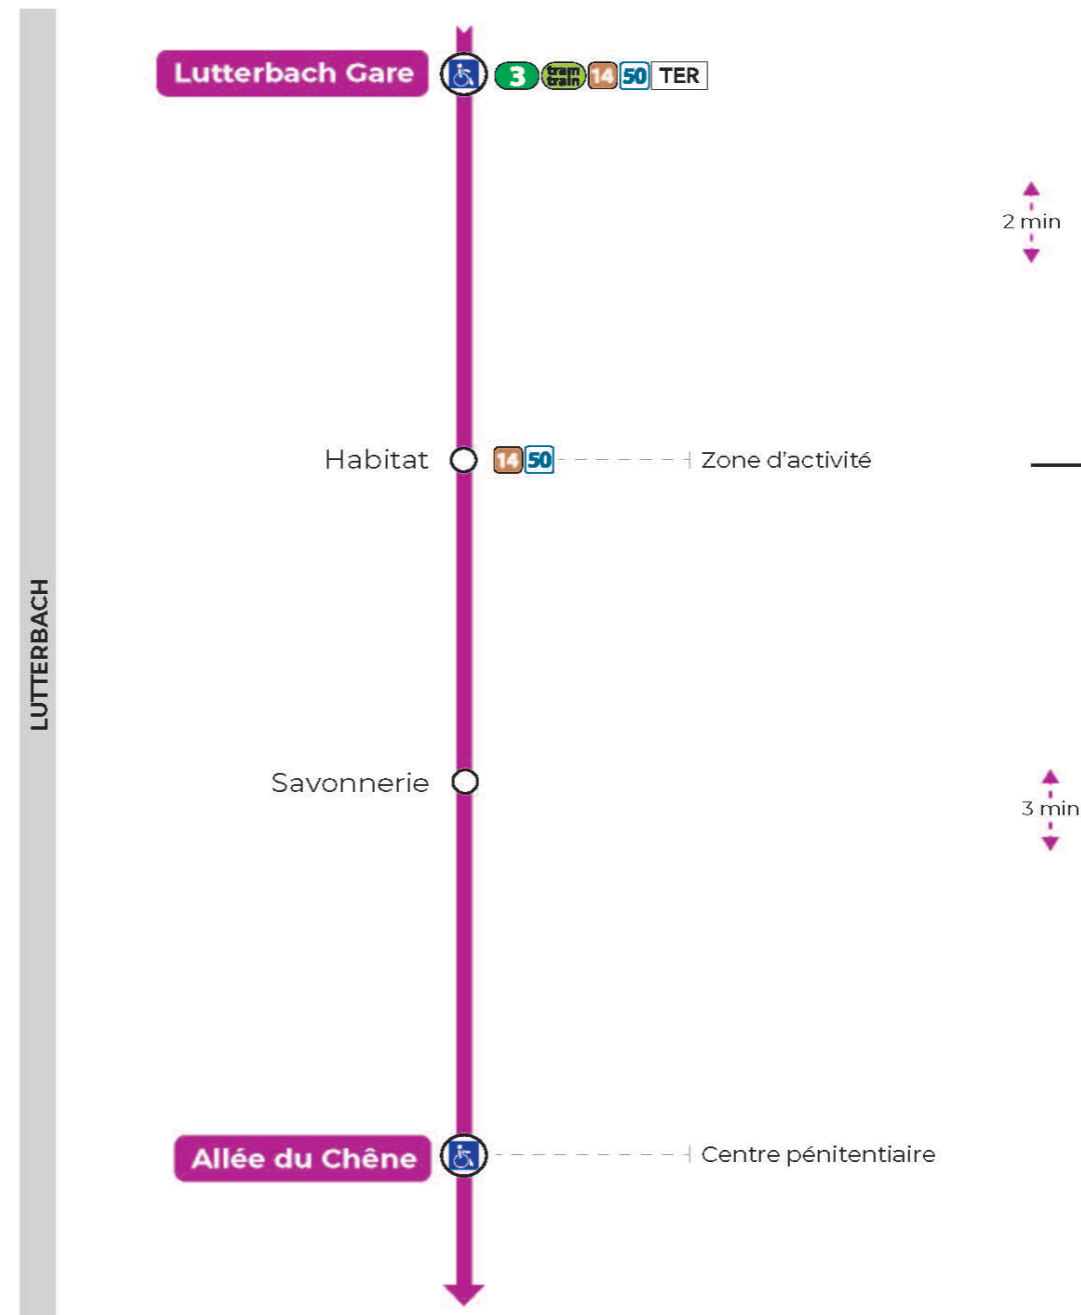 Lutterbach Gare 3 tram train 14 50 TER
2 min
Habitat 14 50 Zone d'activité
LUTTERBACH
Savonnerie
3 min
Allée du Chêne Centre pénitentiaire